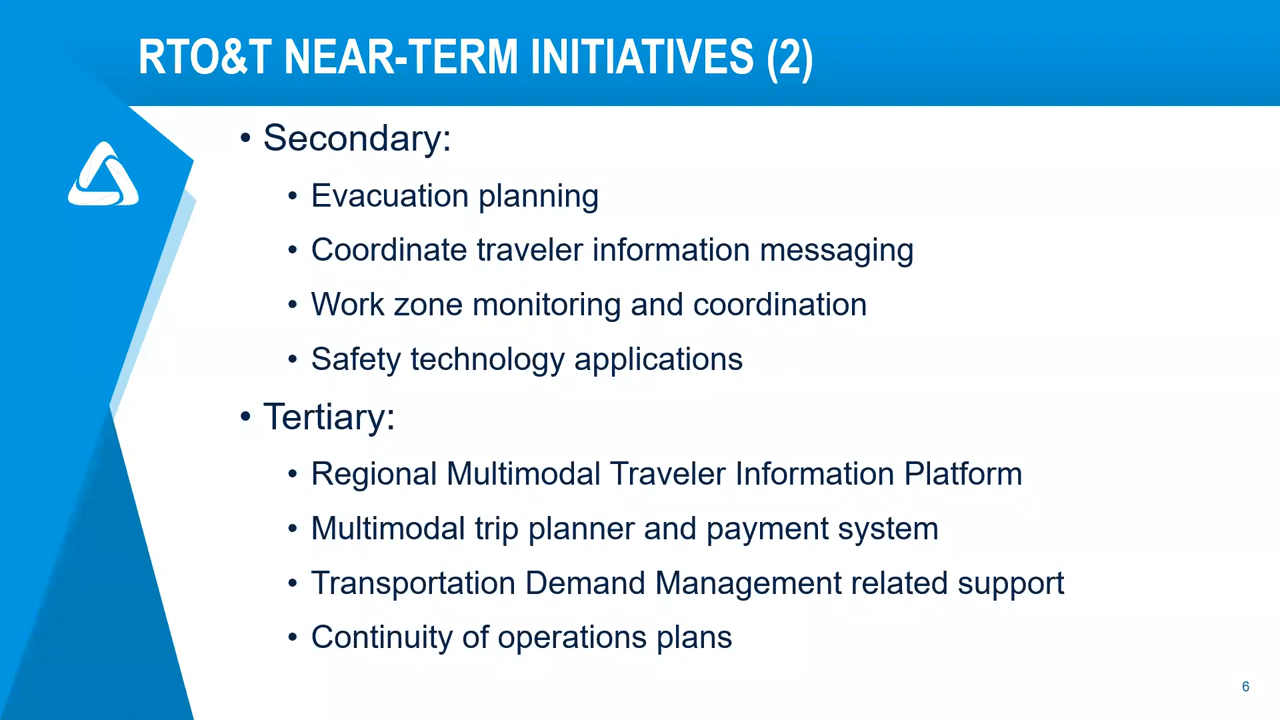 RTO&T NEAR-TERM INITIATIVES (2)
• Secondary:
• Evacuation planning
• Coordinate traveler information messaging
• Work zone monitoring and coordination
• Safety technology applications
• Tertiary:
• Regional Multimodal Traveler Information Platform
• Multimodal trip planner and payment system
• Transportation Demand Management related support
• Continuity of operations plans
6